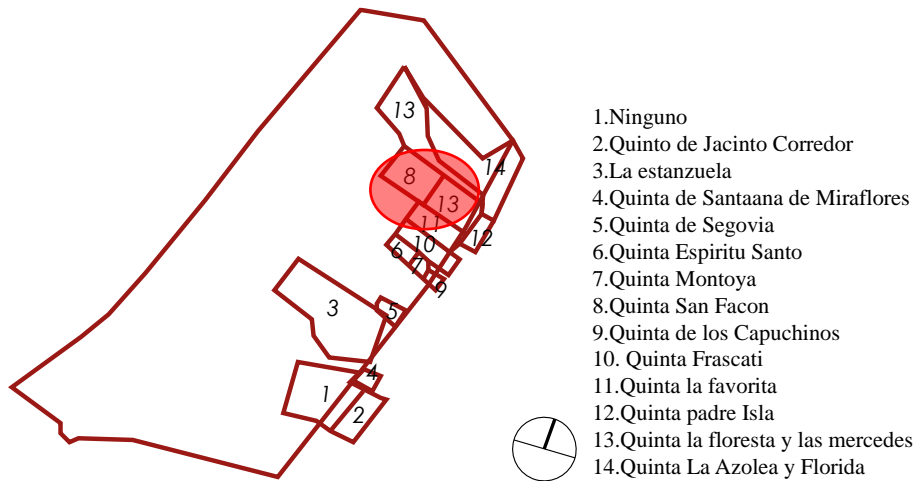 13
8
14
13
11
12
6
10
7
9
3
5
4
1
2
1.Ninguno
2.Quinto de Jacinto Corredor
3.La estanzuela
4.Quinta de Santaana de Miraflores
5.Quinta de Segovia
6.Quinta Espiritu Santo
7.Quinta Montoya
8.Quinta San Facon
9.Quinta de los Capuchinos
10. Quinta Frascati
11.Quinta la favorita
12.Quinta padre Isla
13.Quinta la floresta y las mercedes
14.Quinta La Azolea y Florida